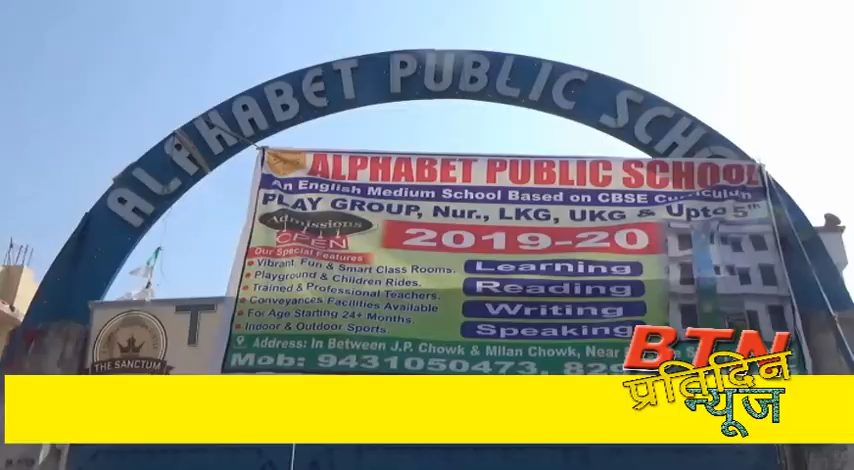 ALPHABET PUBLIC SCHOOL
ALPHABET PUBLIC SCHOOL
An English Medium School Based on CBSE Curriculum
PLAY GROUP, Nur., LKG, UKG & Upto 5th
Admissions
OPEN
2019-20
Our Special Features
• Vibrant, Fun & Smart Class Rooms.
• Playground & Children Rides.
• Trained & Professional Teachers.
• Conveyances Facilities Available
• For Age Starting 24+ Months.
• Indoor & Outdoor Sports.
Learning
Reading
Writing
Speaking
Address: In Between J.P. Chowk & Milan Chowk, Near
Mob: 9431050473, 829
THE SANCTUM
T
BTN
प्रतिदिन
न्यूज